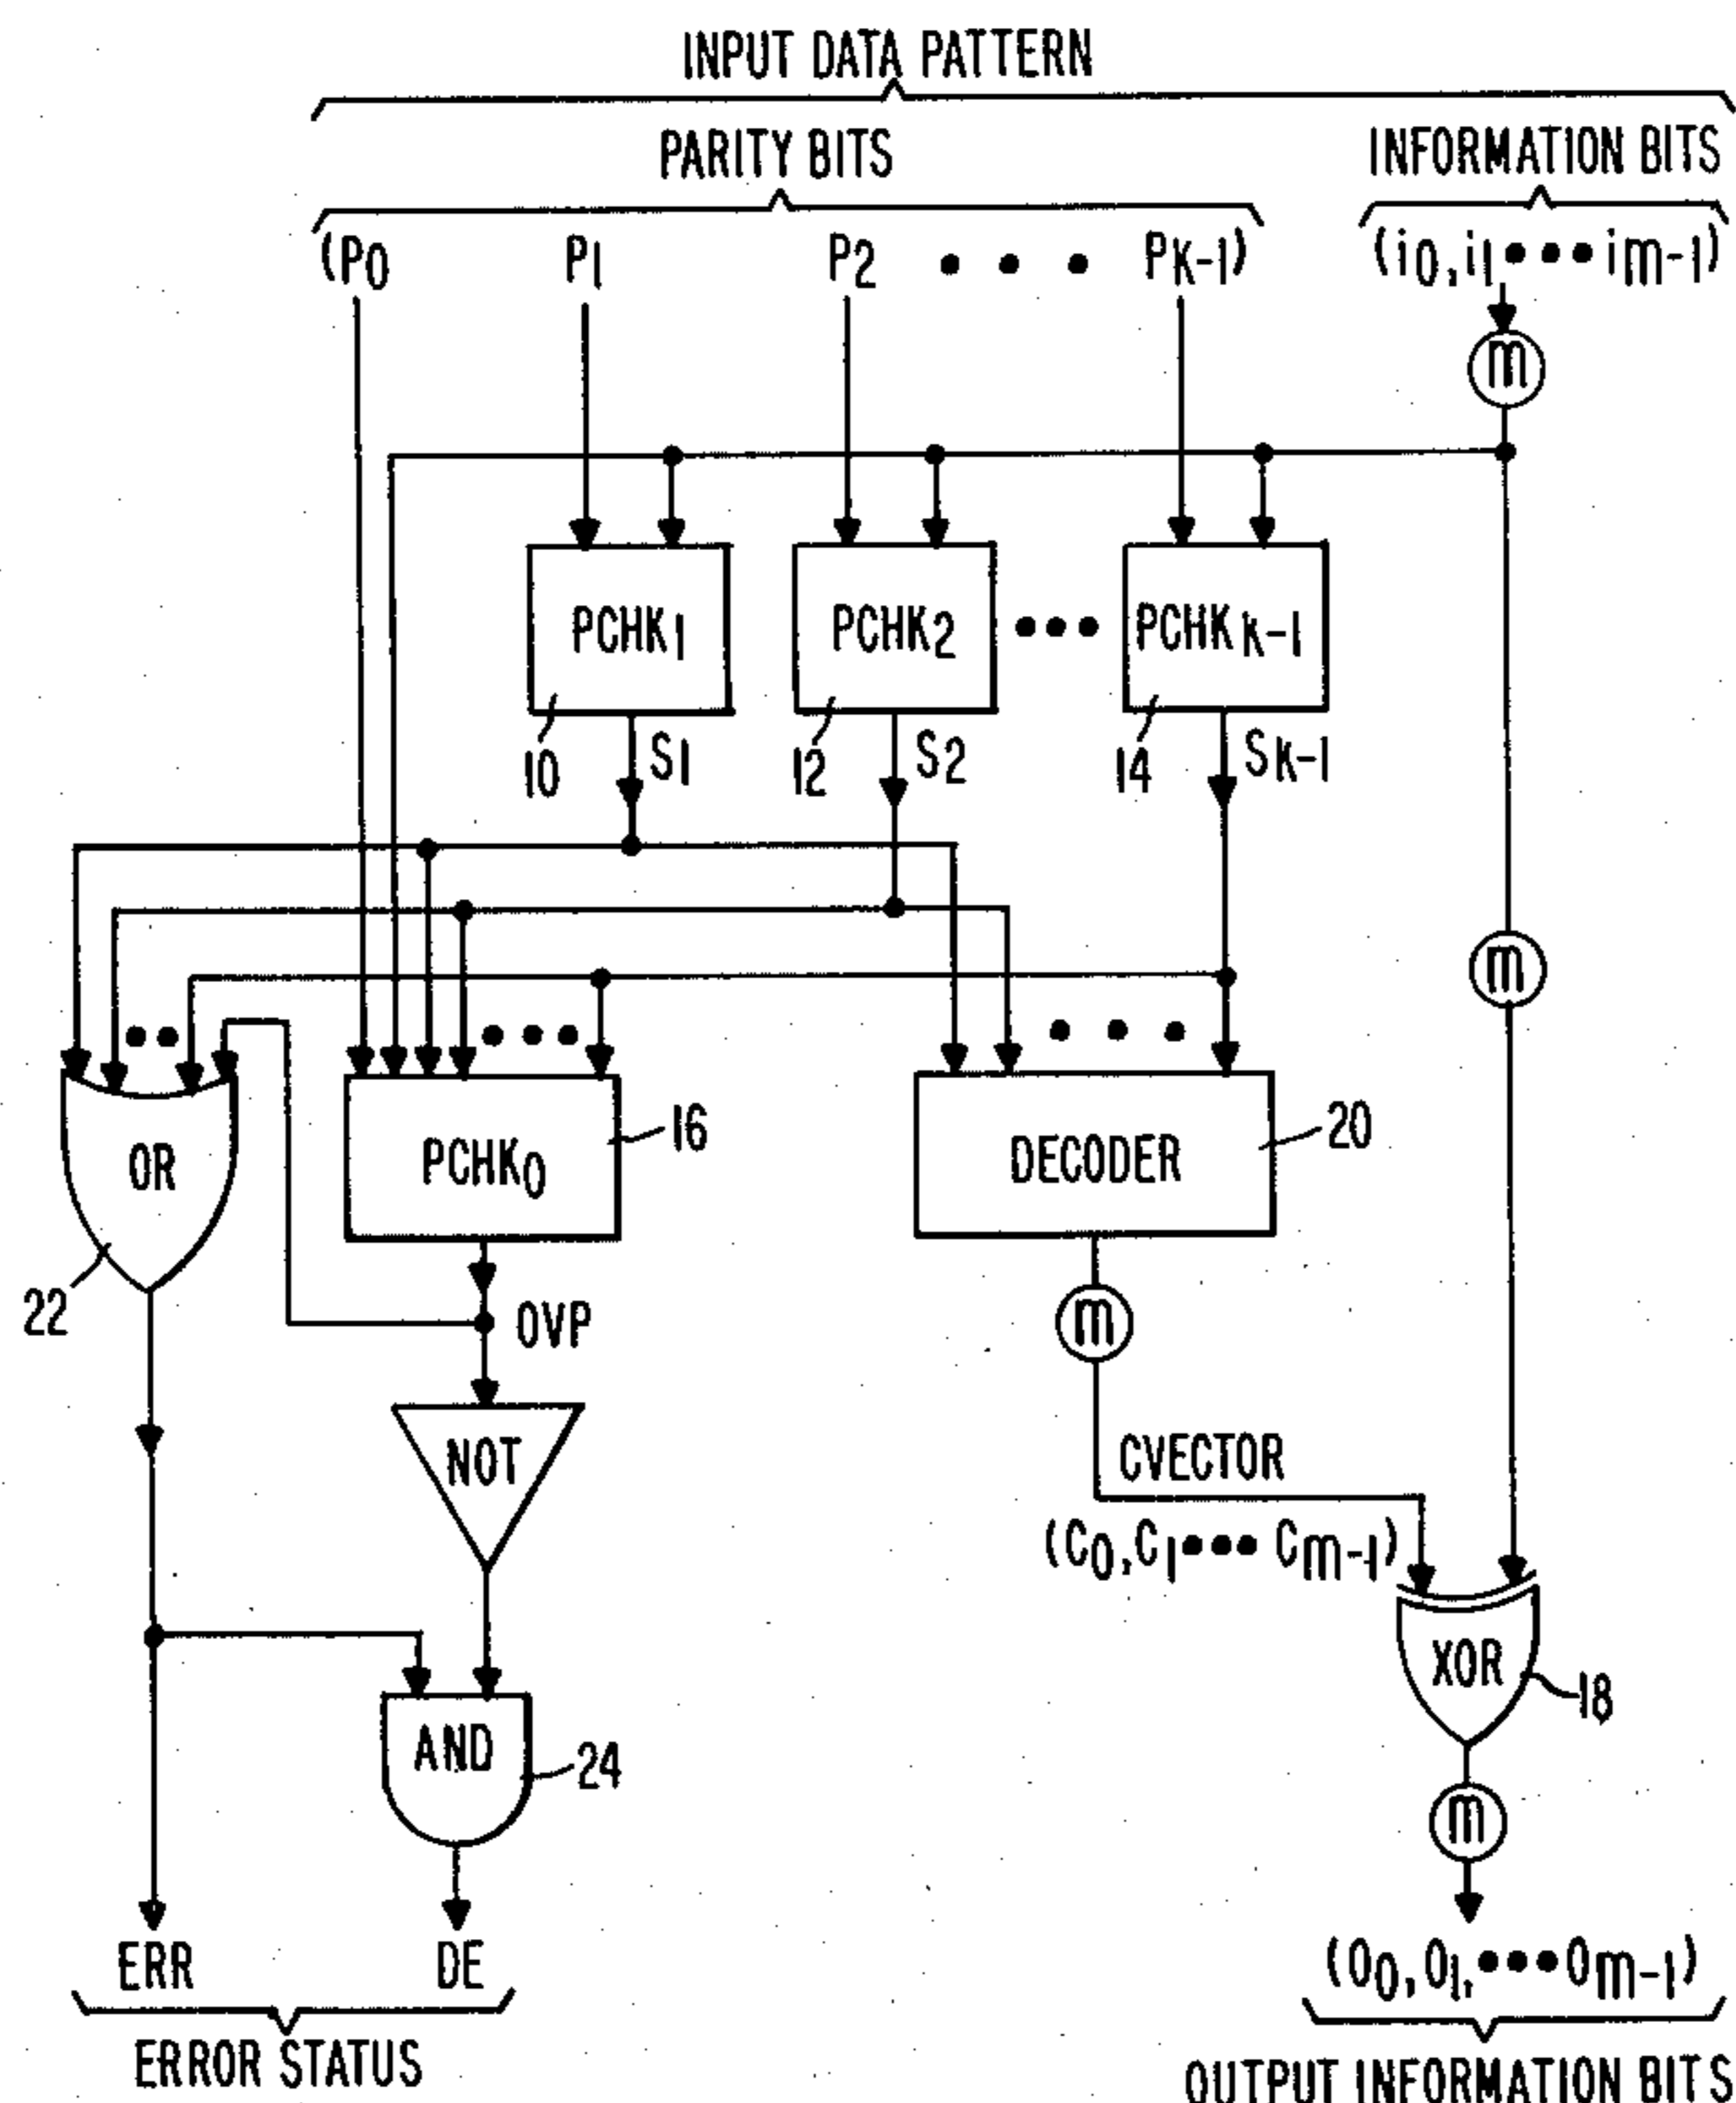 INPUT DATA PATTERN
PARITY BITS
INFORMATION BITS
(P0 P1 P2 • • • PK-1)
(i0,i1•••im-1)
m
PCHK1
PCHK2
•••
PCHKK-1
10
S1
12
S2
14
SK-1
m
••
•••
• • •
OR
PCHK0
16
DECODER
20
22
OVP
m
NOT
CVECTOR
(C0,C1••• Cm-1)
XOR
18
AND
24
m
ERR
DE
(O0,O1,•••Om-1)
ERROR STATUS
OUTPUT INFORMATION BITS